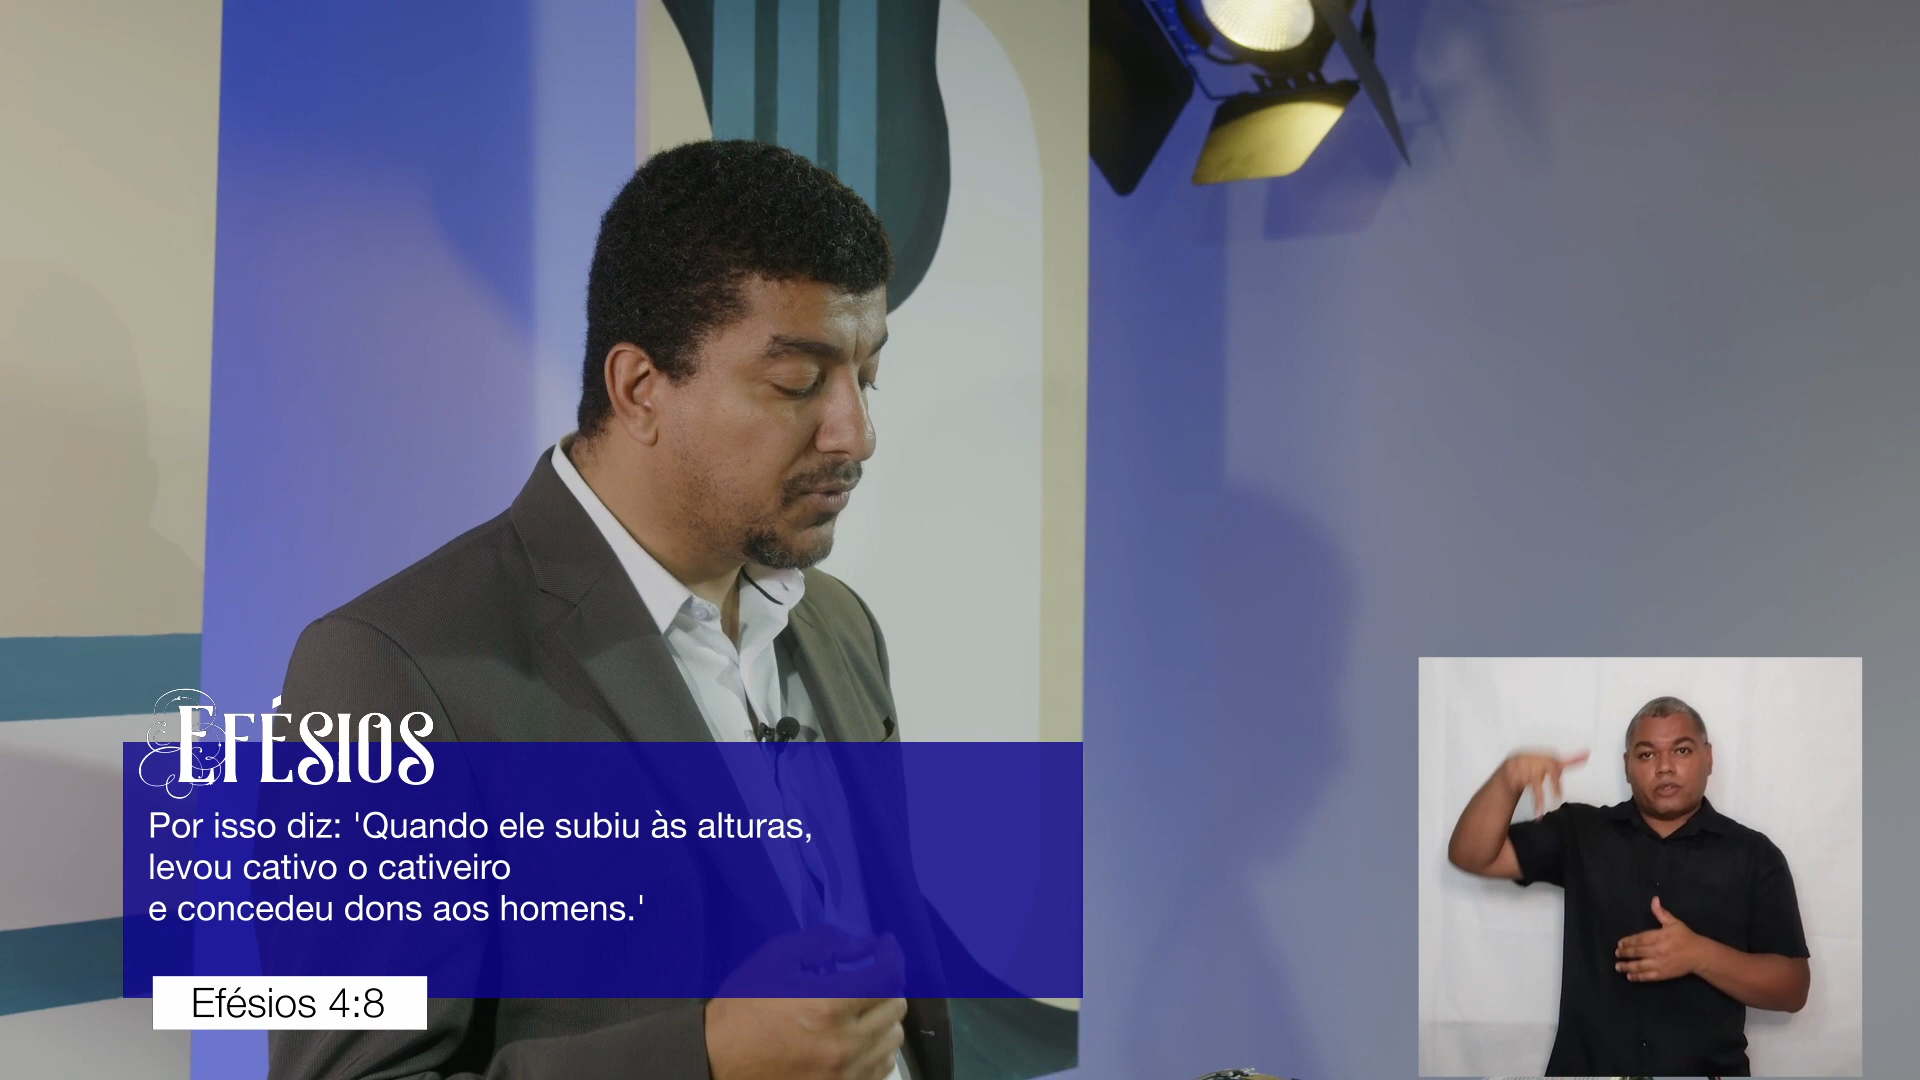 EFÉSIOS
Por isso diz: 'Quando ele subiu às alturas,
levou cativo o cativeiro
e concedeu dons aos homens.'
Efésios 4:8